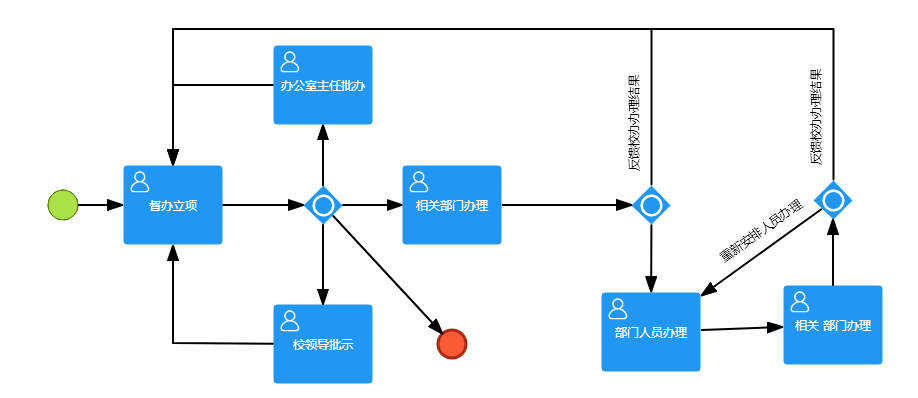 办公室主任批办
反馈校办办理结果
反馈校办办理结果
督办立项
相关部门办理
重新安排人员办理
校领导批示
部门人员办理
相关 部门办理